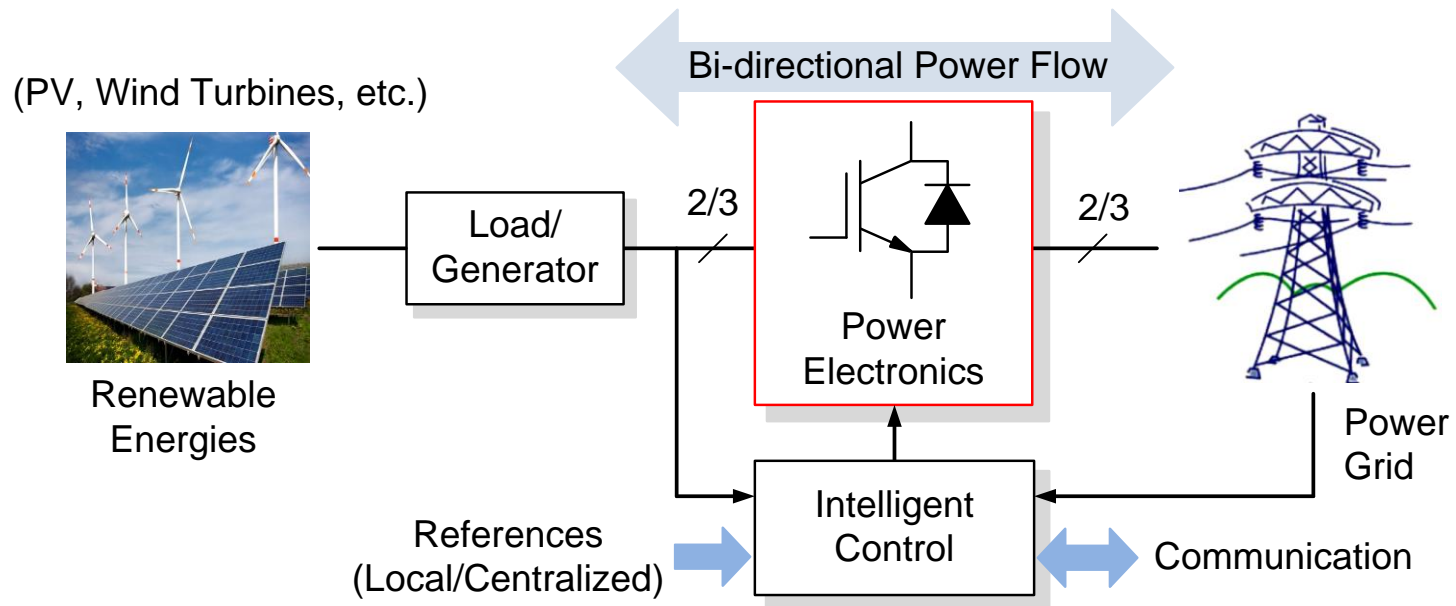 Bi-directional Power Flow
(PV, Wind Turbines, etc.)
Load/
Generator
2/3
2/3
Power
Electronics
Renewable
Energies
Power
Grid
Intelligent
Control
References
(Local/Centralized)
Communication